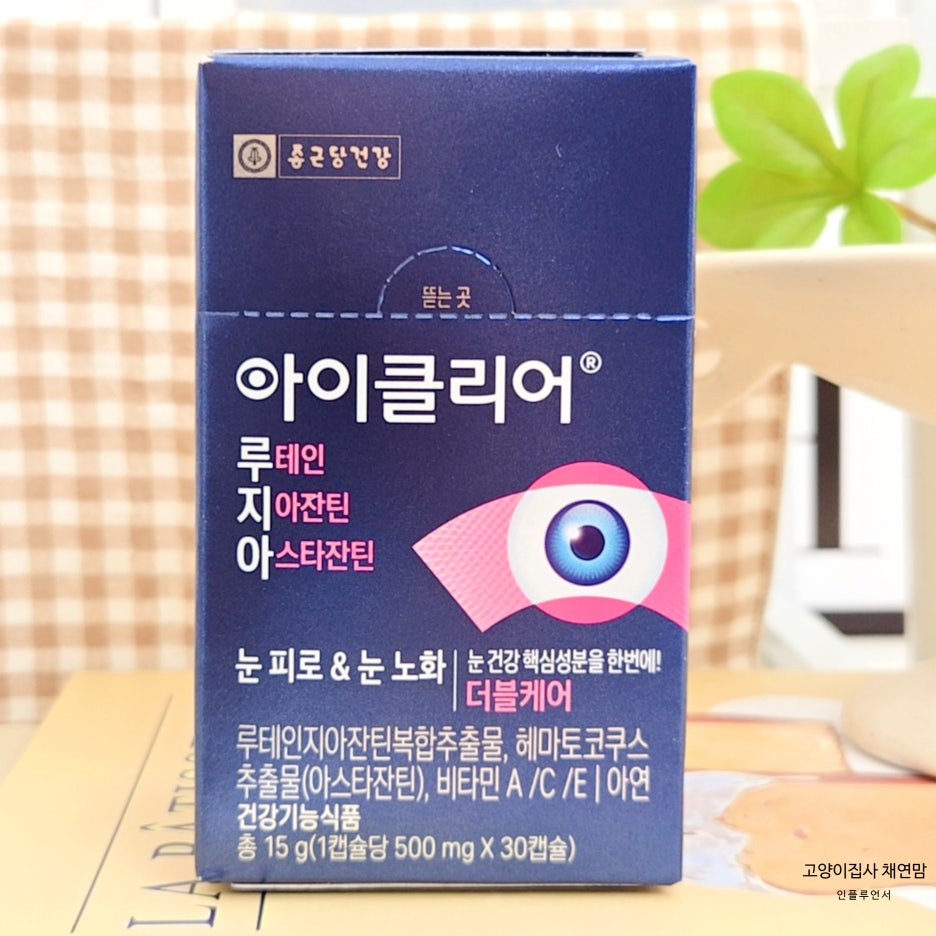 종근당건강
뜯는 곳
아이클리어®
루테인
지아잔틴
아스타잔틴
눈 피로 & 눈 노화
눈 건강 핵심성분을 한번에!
더블케어
루테인지아잔틴복합추출물, 헤마토코쿠스
추출물(아스타잔틴), 비타민 A /C /E | 아연
건강기능식품
총 15 g(1캡슐당 500 mg X 30캡슐)
고양이집사 채연맘
인플루언서